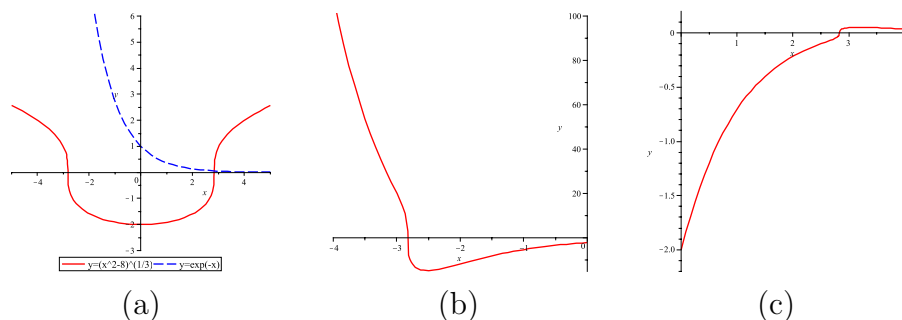 6
5
4
3
y
2
1
−4 −2 0 2 4
x
−1
−2
−3
y=(x^2-8)^(1/3) y=exp(-x)
(a)
100
80
60
y
40
20
−4 −3 −2 −1 0
x
(b)
0
1 2 3
x
−0.5
−1.0
y
−1.5
−2.0
(c)